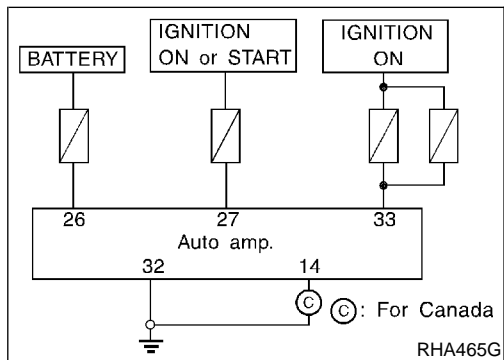 BATTERY
IGNITION
ON or START
IGNITION
ON
26
27
33
Auto amp.
32
14
C
C : For Canada
RHA465G